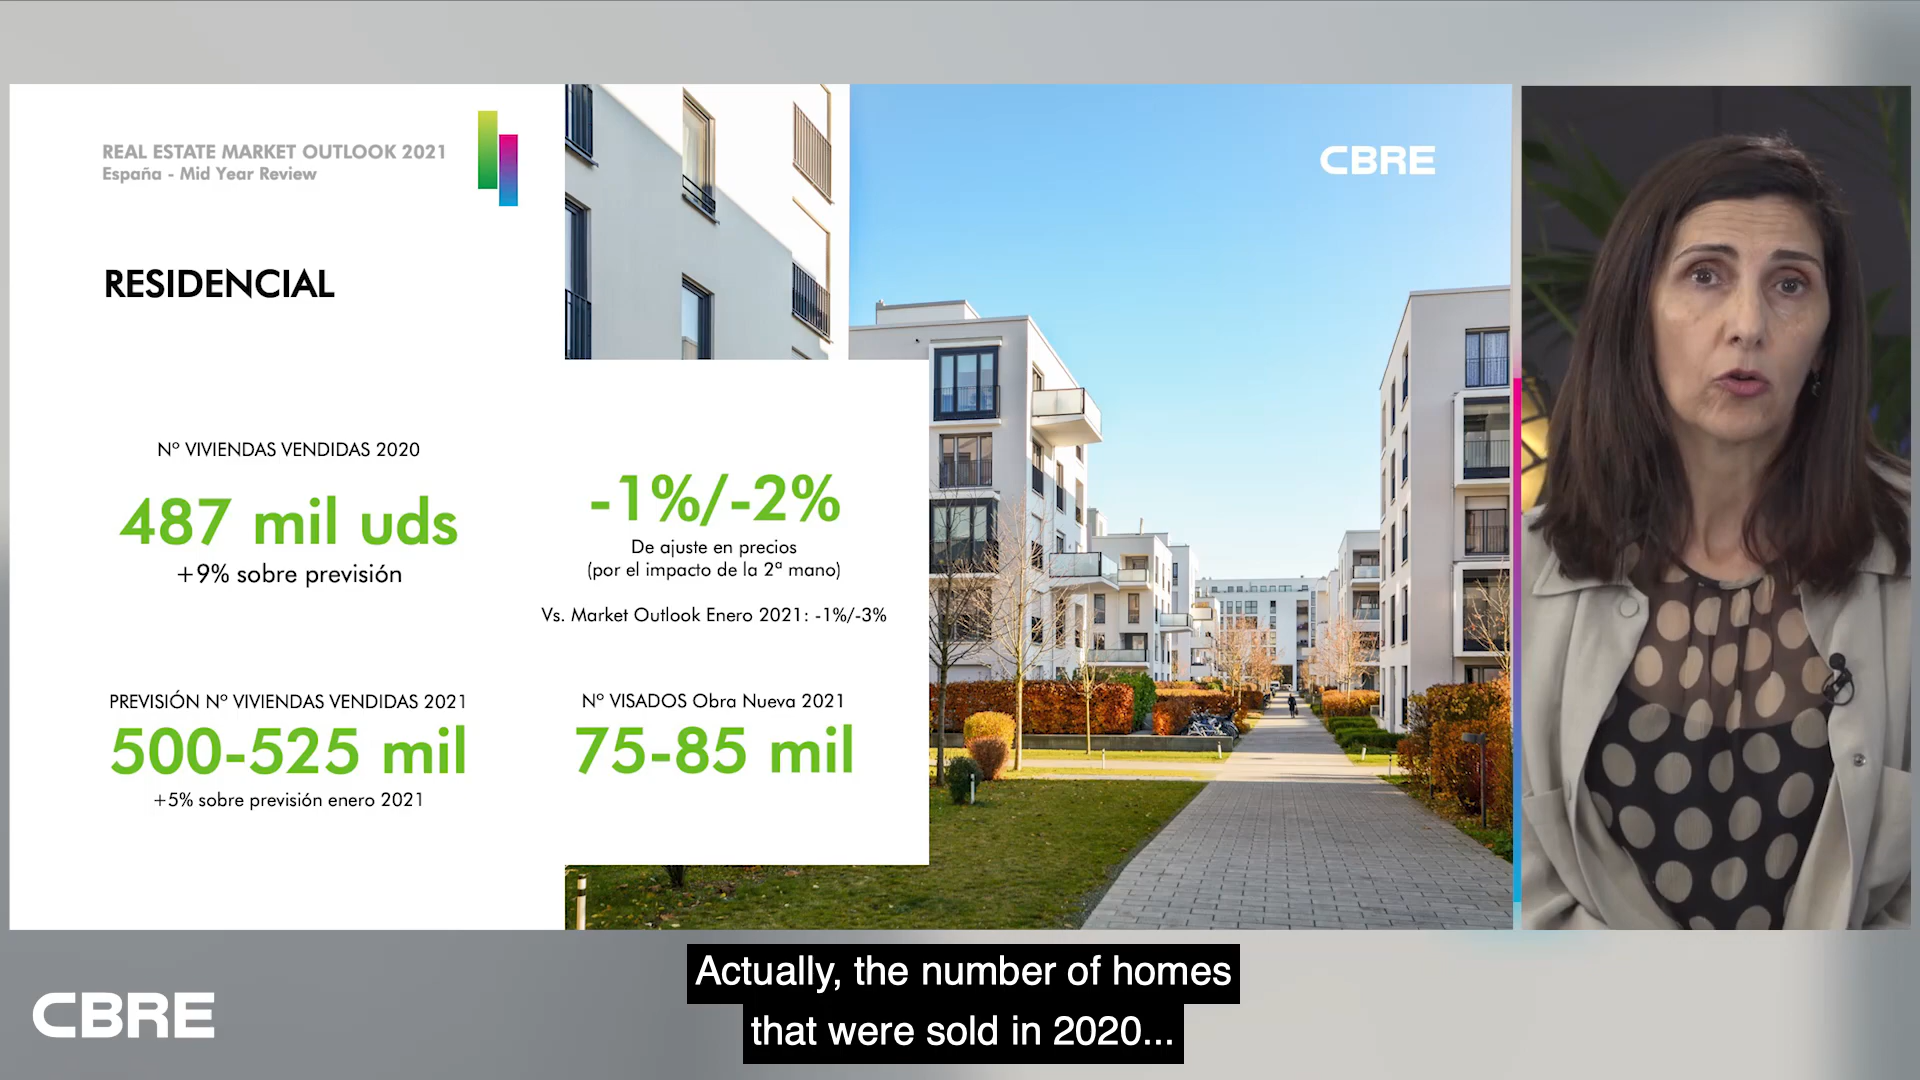 REAL ESTATE MARKET OUTLOOK 2021
España - Mid Year Review
CBRE
RESIDENCIAL
Nº VIVIENDAS VENDIDAS 2020
487 mil uds
+9% sobre previsión
-1%/-2%
De ajuste en precios
(por el impacto de la 2ª mano)
Vs. Market Outlook Enero 2021: -1%/-3%
PREVISIÓN Nº VIVIENDAS VENDIDAS 2021
500-525 mil
+5% sobre previsión enero 2021
Nº VISADOS Obra Nueva 2021
75-85 mil
CBRE
Actually, the number of homes
that were sold in 2020...